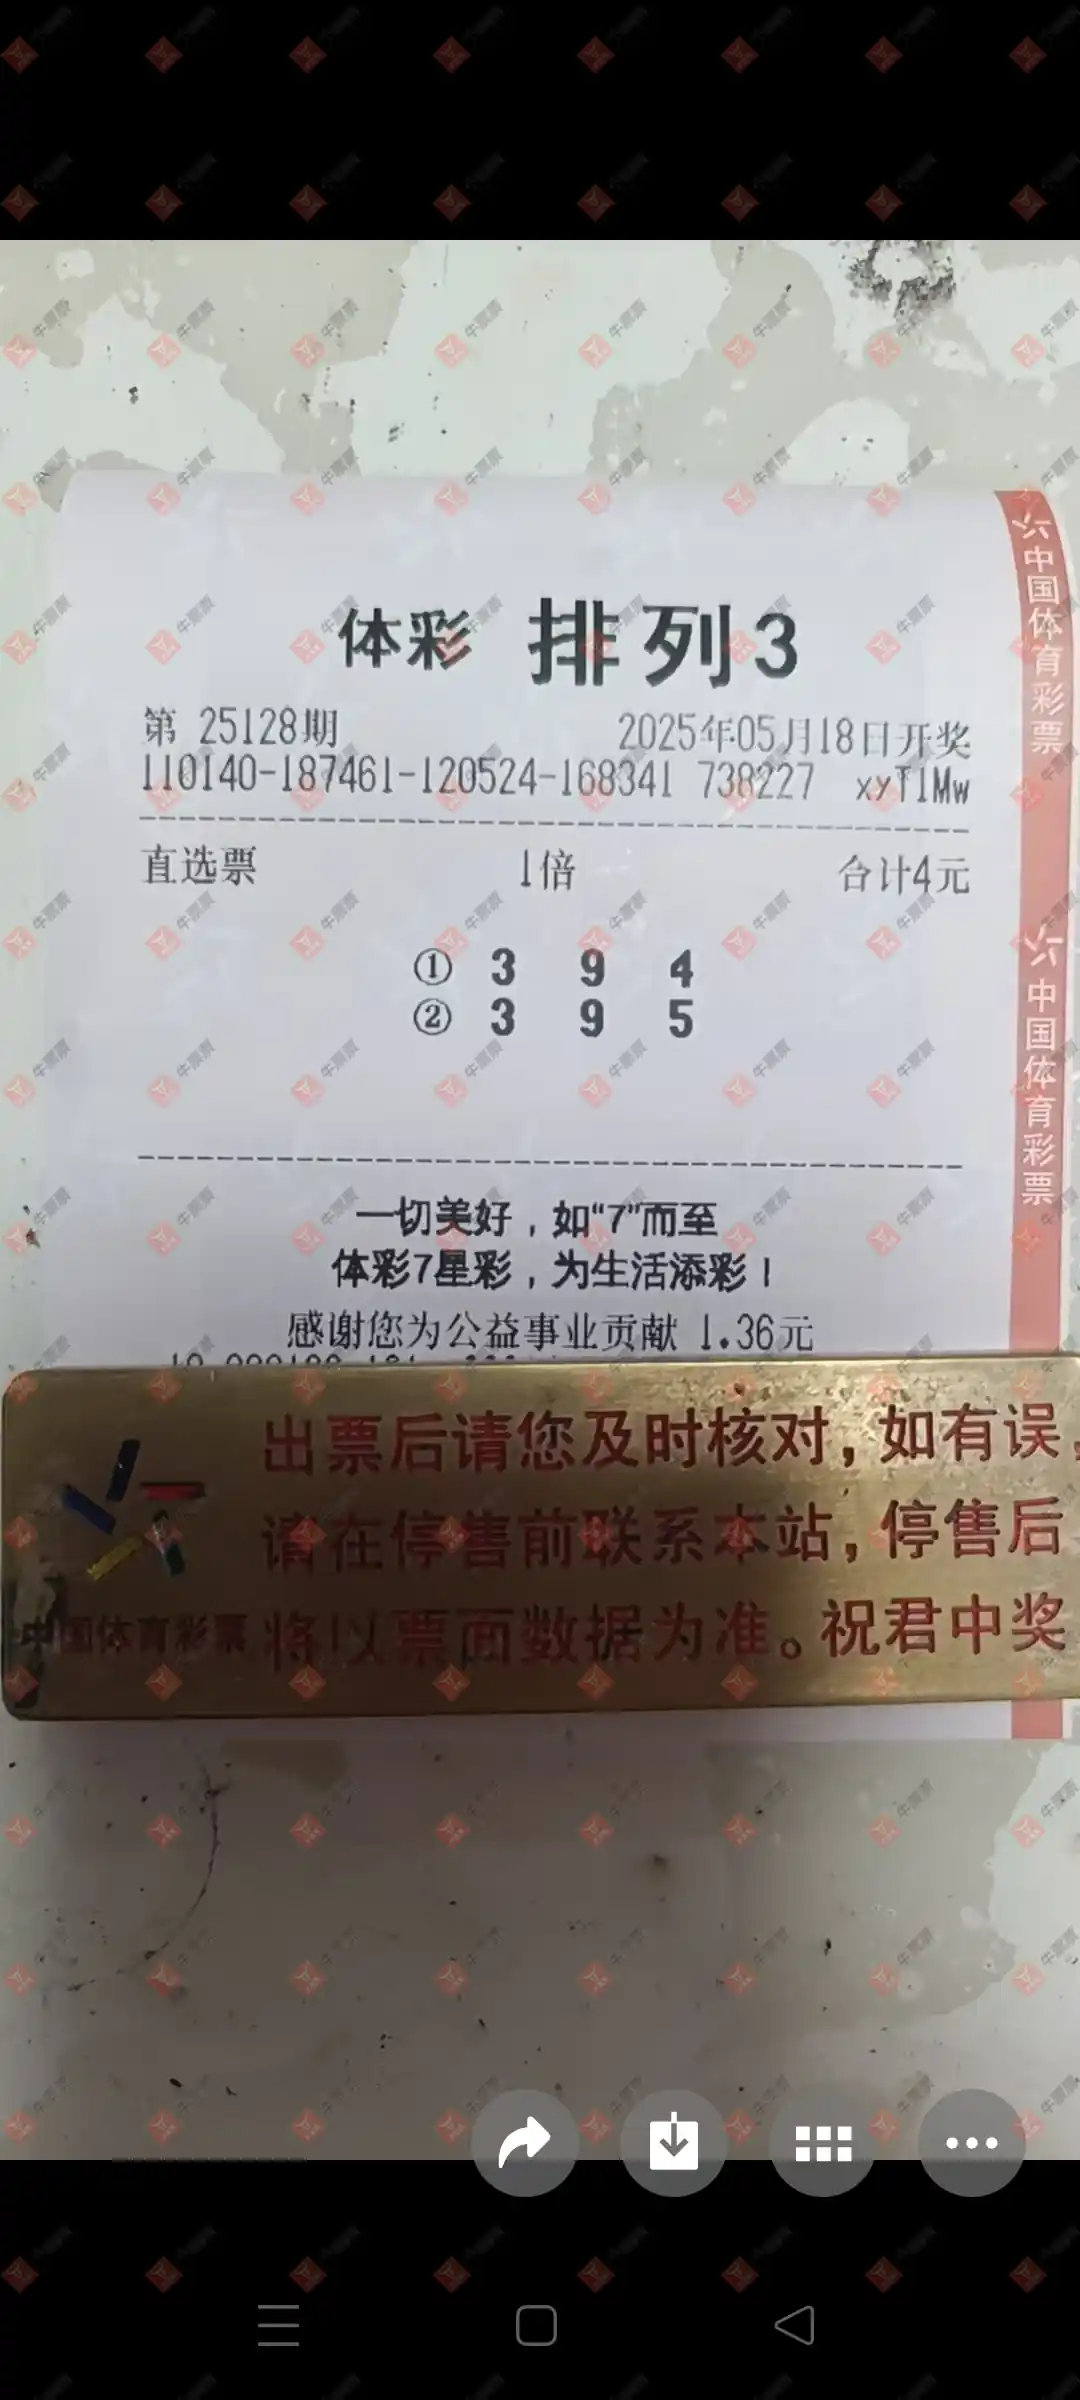 体彩 排列3
第 25128期 2025年05月18日开奖
110140-187461-120524-168341 738227 xyT1Mw
直选票 1倍 合计4元
① 3 9 4
② 3 9 5
一切美好，如“7”而至
体彩7星彩，为生活添彩！
感谢您为公益事业贡献 1.36元
中国体育彩票
中国体育彩票
出票后请您及时核对，如有误，
请在停售前联系本站，停售后
将以票面数据为准。祝君中奖
中国体育彩票
牛票票